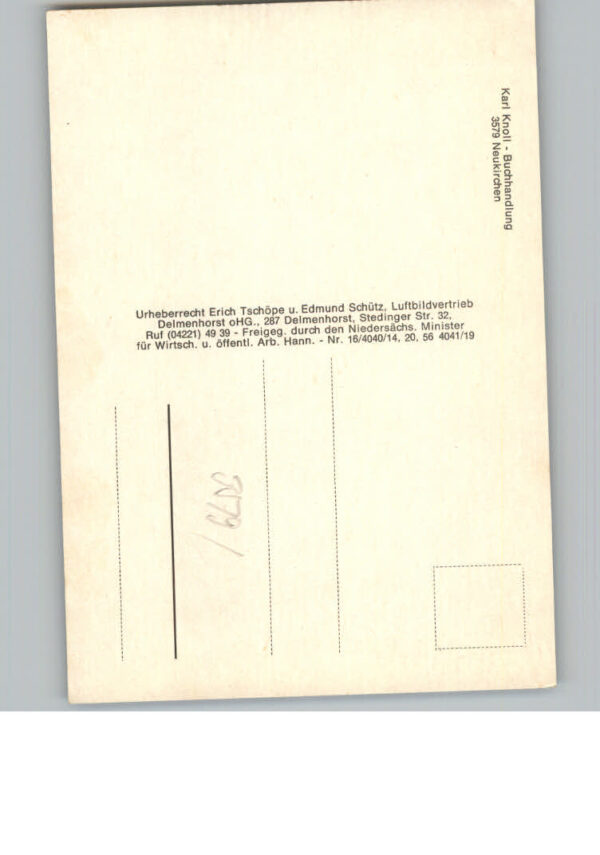 Karl Knoll - Buchhandlung
3579 Neukirchen
Urheberrecht Erich Tschöpe u. Edmund Schütz, Luftbildvertrieb
Delmenhorst oHG., 287 Delmenhorst, Stedinger Str. 32,
Ruf (04221) 49 39 - Freigeg. durch den Niedersächs. Minister
für Wirtsch. u. öffentl. Arb. Hann. - Nr. 16/4040/14, 20, 56 4041/19